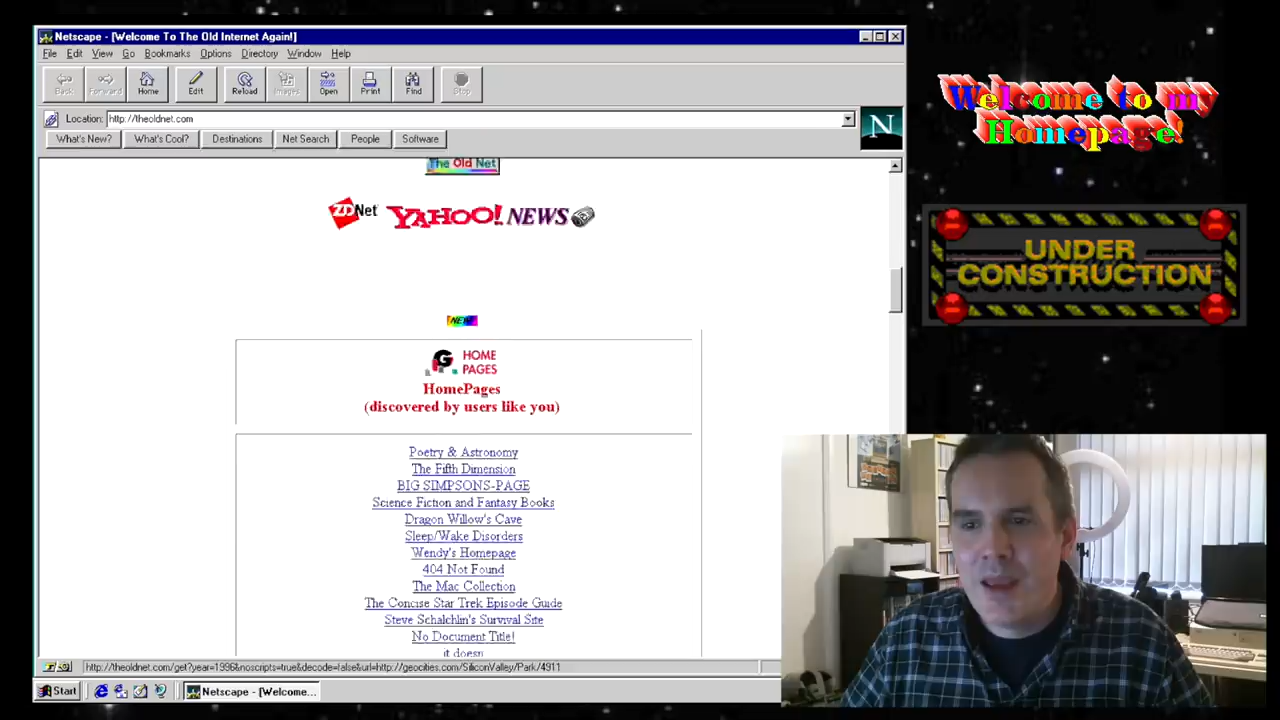 Netscape - [Welcome To The Old Internet Again!]
File Edit View Go Bookmarks Options Directory Window Help
Back Forward Home Edit Reload Images Open Print Find Stop
Location: http://theoldnet.com
N
What's New? What's Cool? Destinations Net Search People Software
The Old Net
ZDNet YAHOO! NEWS
NEW!
G HOME
PAGES
HomePages
(discovered by users like you)
Poetry & Astronomy
The Fifth Dimension
BIG SIMPSONS-PAGE
Science Fiction and Fantasy Books
Dragon Willow's Cave
Sleep/Wake Disorders
Wendy's Homepage
404 Not Found
The Mac Collection
The Concise Star Trek Episode Guide
Steve Schalchlin's Survival Site
No Document Title!
it doesn
http://theoldnet.com/get?year=1996&noscripts=true&decode=false&url=http://geocities.com/SiliconValley/Park/4911
Start Netscape - [Welcome...
Welcome to my
Homepage!
UNDER
CONSTRUCTION